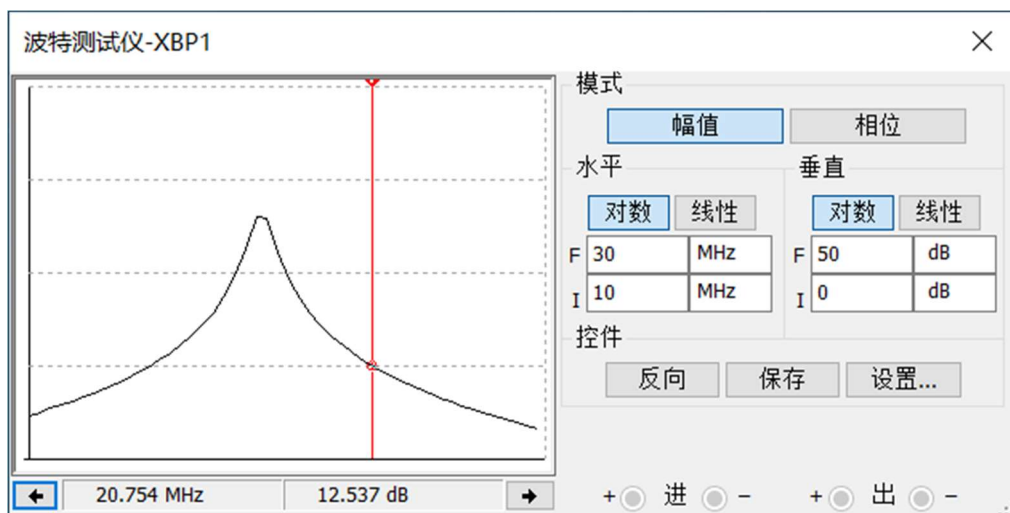 波特测试仪-XBP1
模式
幅值 相位
水平 垂直
对数 线性 对数 线性
F 30 MHz F 50 dB
I 10 MHz I 0 dB
控件
反向 保存 设置...
20.754 MHz 12.537 dB + 进 - + 出 -